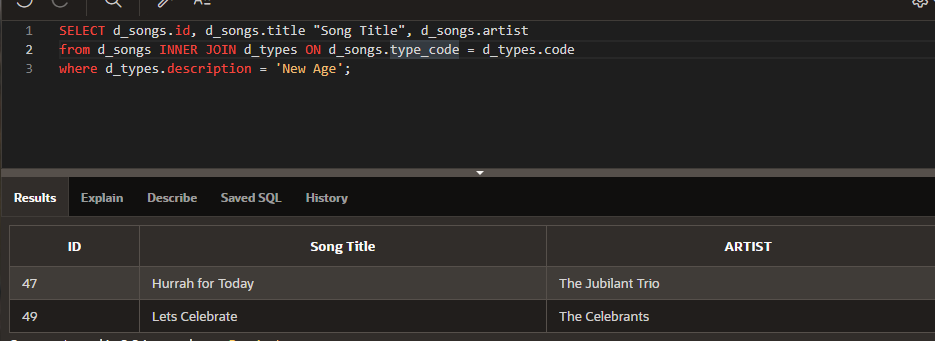 1 SELECT d_songs.id, d_songs.title "Song Title", d_songs.artist
2 from d_songs INNER JOIN d_types ON d_songs.type_code = d_types.code
3 where d_types.description = 'New Age';
Results Explain Describe Saved SQL History
ID Song Title ARTIST
47 Hurrah for Today The Jubilant Trio
49 Lets Celebrate The Celebrants